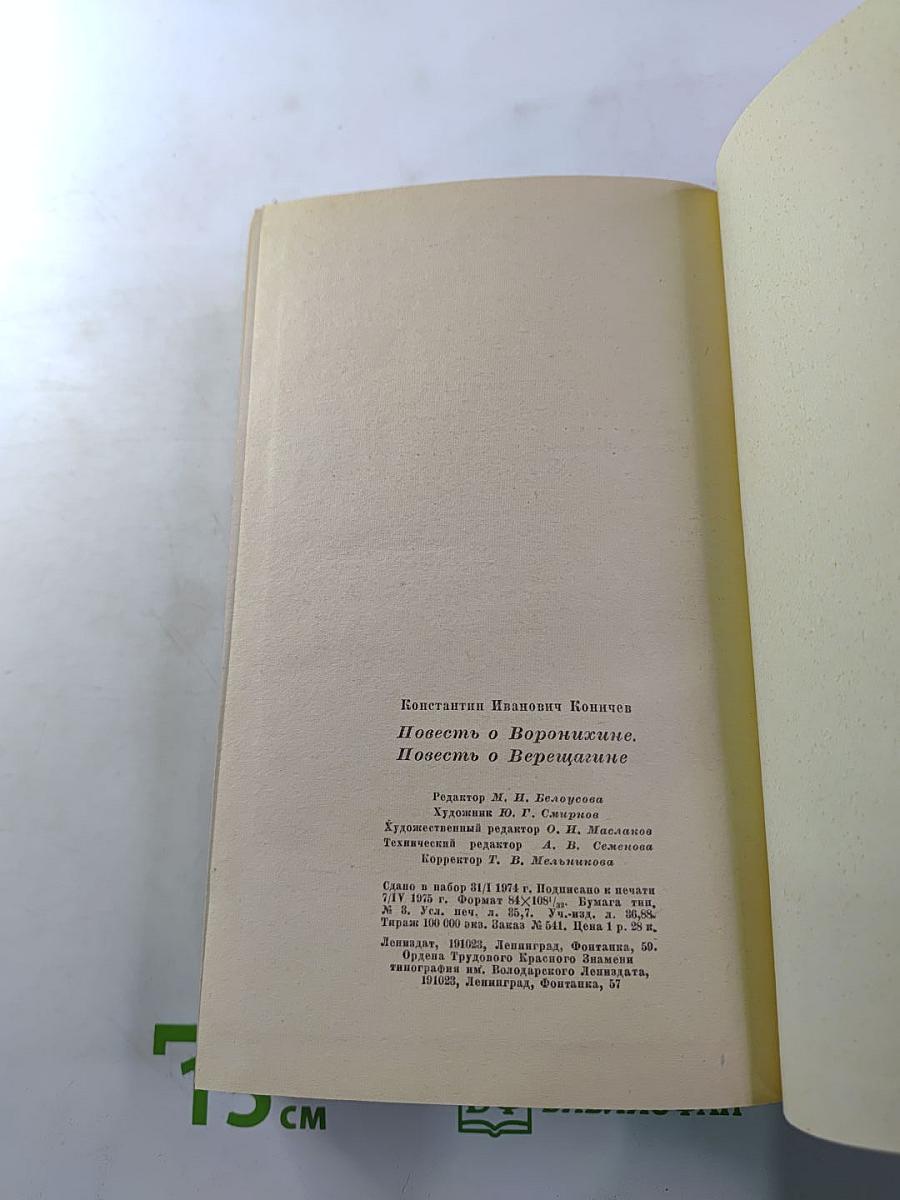 Константин Иванович Коничев
Повесть о Воронихине.
Повесть о Верещагине
Редактор М. И. Белоусова
Художник Ю. Г. Смирнов
Художественный редактор О. И. Маслаков
Технический редактор А. В. Семенова
Корректор Т. В. Мельникова
Сдано в набор 31/I 1974 г. Подписано к печати
7/IV 1975 г. Формат 84×108¹/₃₂. Бумага тип.
№ 3. Усл. печ. л. 35,7. Уч.-изд. л. 36,88.
Тираж 100 000 экз. Заказ № 541. Цена 1 р. 28 к.
Лениздат, 191023, Ленинград, Фонтанка, 59.
Ордена Трудового Красного Знамени
типография им. Володарского Лениздата,
191023, Ленинград, Фонтанка, 57
15 см